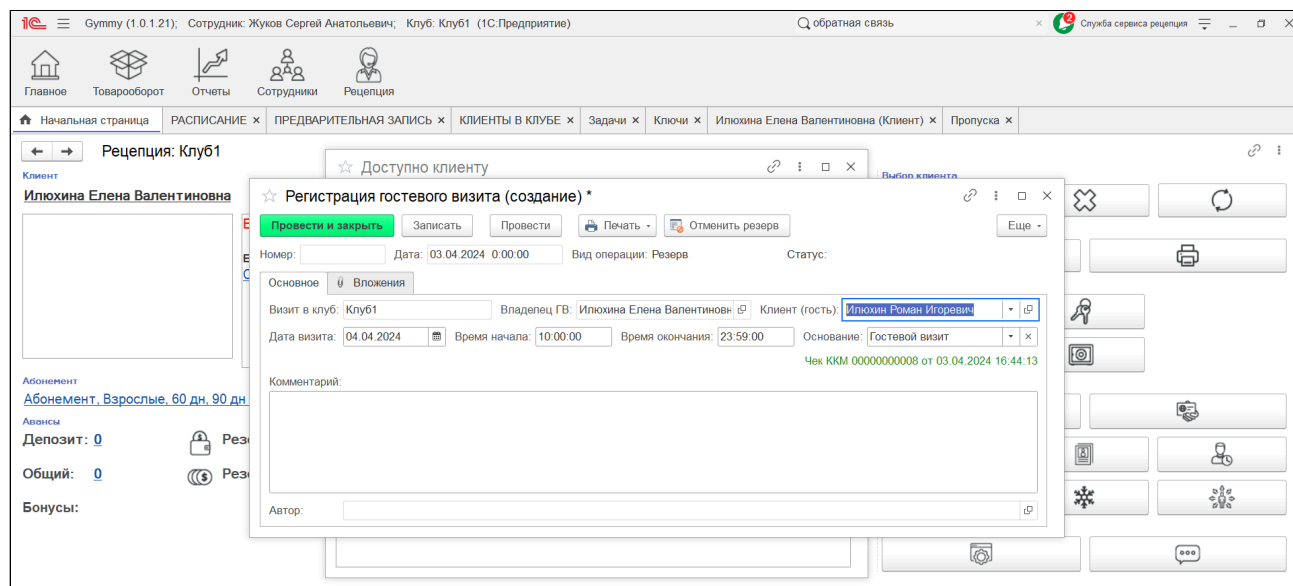 Gymmy (1.0.1.21); Сотрудник: Жуков Сергей Анатольевич; Клуб: Клуб1 (1С:Предприятие)
обратная связь ×
2
Служба сервиса рецепция
Главное
Товарооборот
Отчеты
Сотрудники
Рецепция
Начальная страница
РАСПИСАНИЕ ×
ПРЕДВАРИТЕЛЬНАЯ ЗАПИСЬ ×
КЛИЕНТЫ В КЛУБЕ ×
Задачи ×
Ключи ×
Илюхина Елена Валентиновна (Клиент) ×
Пропуска ×
Рецепция: Клуб1
Клиент
Илюхина Елена Валентиновна
Доступно клиенту
Выбор клиента
Регистрация гостевого визита (создание) *
Провести и закрыть
Записать
Провести
Печать
Отменить резерв
Еще
Номер:
Дата: 03.04.2024 0:00:00
Вид операции: Резерв
Статус:
Основное
Вложения
Визит в клуб: Клуб1
Владелец ГВ: Илюхина Елена Валентиновн
Клиент (гость): Илюхин Роман Игоревич
Дата визита: 04.04.2024
Время начала: 10:00:00
Время окончания: 23:59:00
Основание: Гостевой визит
Чек ККМ 00000000008 от 03.04.2024 16:44:13
Комментарий:
Автор:
Абонемент
Абонемент, Взрослые, 60 дн, 90 дн
Авансы
Депозит: 0
Резе
Общий: 0
Резе
Бонусы: